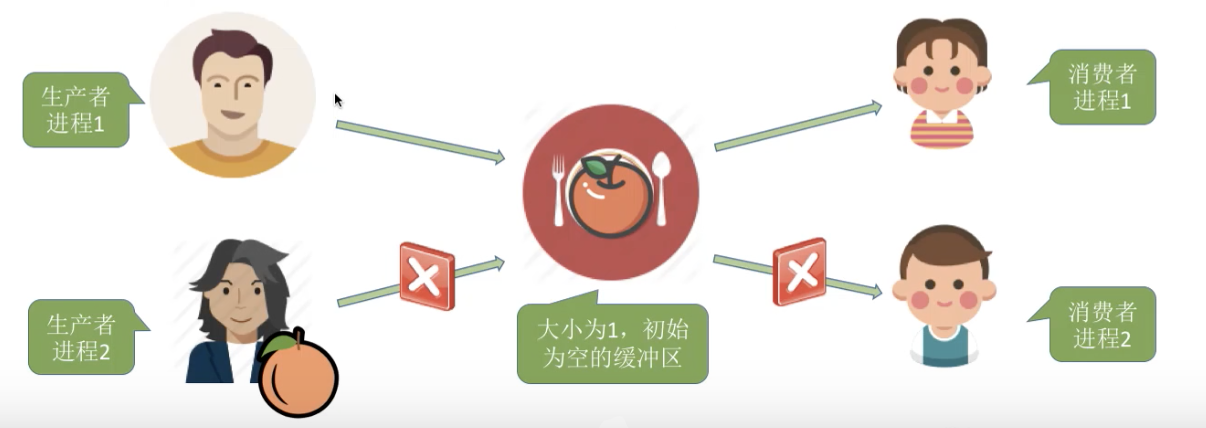 生产者
进程1
消费者
进程1
大小为1，初始
为空的缓冲区
生产者
进程2
消费者
进程2